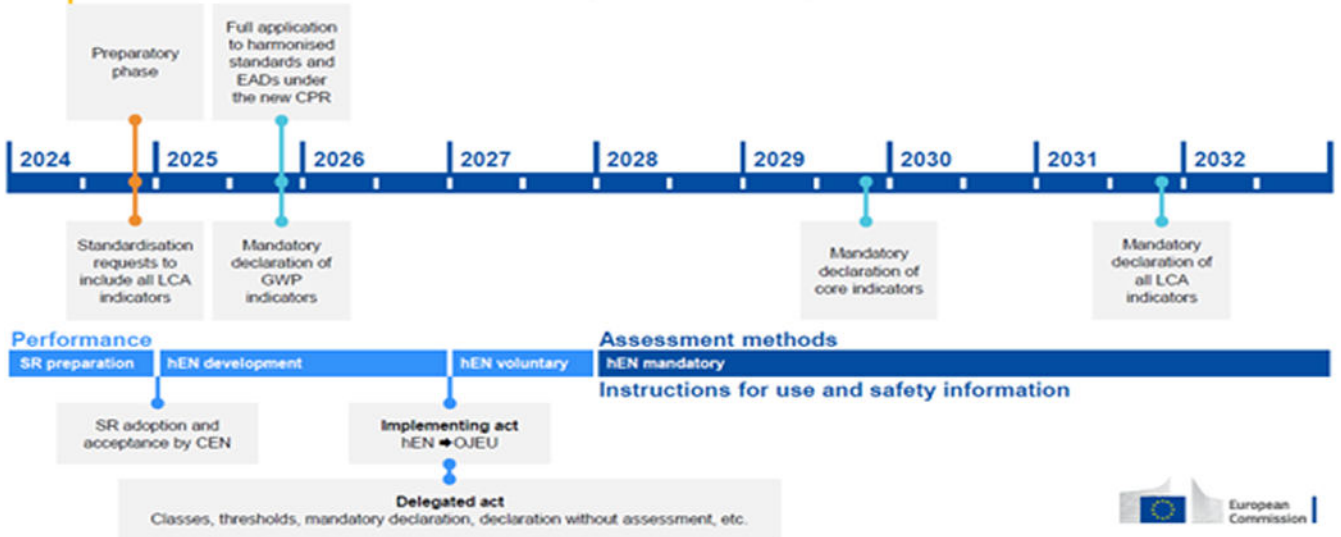 Preparatory
phase
Full application
to harmonised
standards and
EADs under
the new CPR
2024
2025
2026
2027
2028
2029
2030
2031
2032
Standardisation
requests to
include all LCA
indicators
Mandatory
declaration of
GWP
indicators
Mandatory
declaration of
core indicators
Mandatory
declaration of
all LCA
indicators
Performance
Assessment methods
SR preparation
hEN development
hEN voluntary
hEN mandatory
Instructions for use and safety information
SR adoption and
acceptance by CEN
Implementing act
hEN ➔OJEU
Delegated act
Classes, thresholds, mandatory declaration, declaration without assessment, etc.
European
Commission